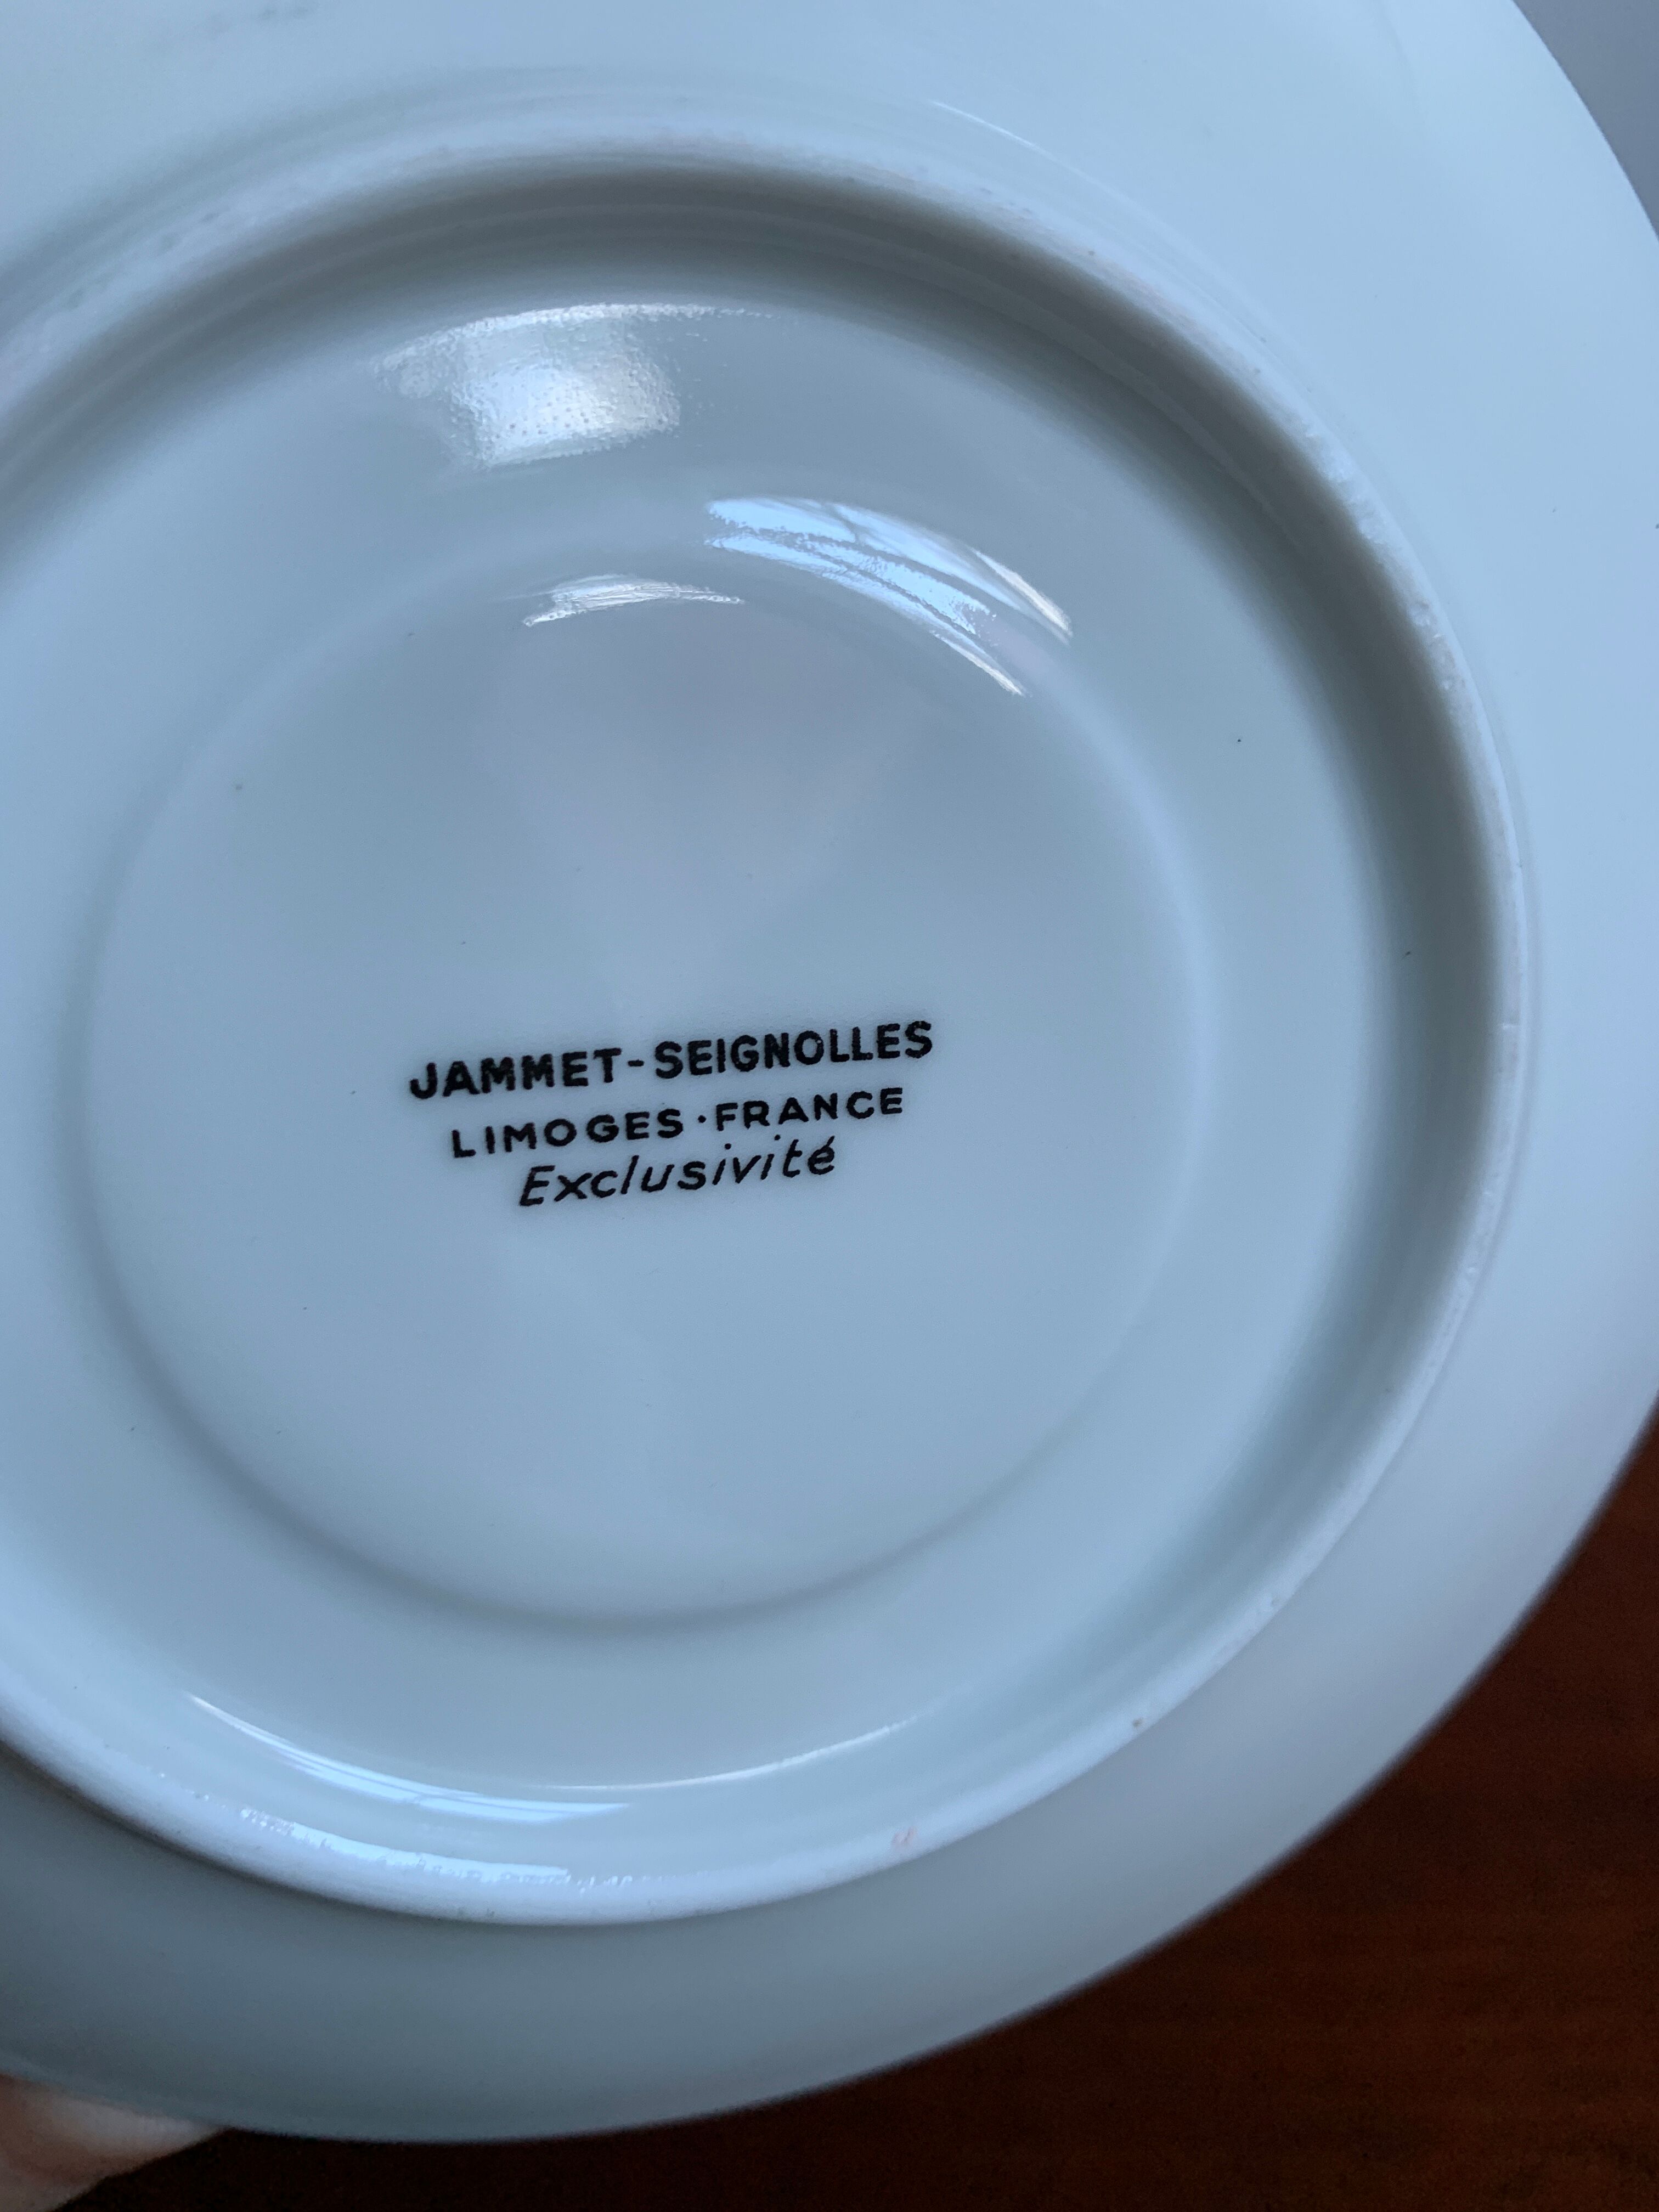 JAMMET-SEIGNOLLES
LIMOGES·FRANCE
Exclusivité